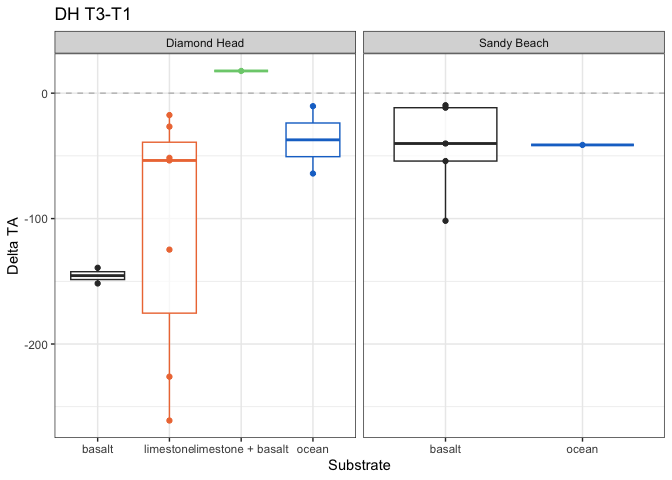 DH T3-T1
Diamond Head Sandy Beach
0
-100
-200
Delta TA
basalt limestone limestone + basalt ocean basalt ocean
Substrate